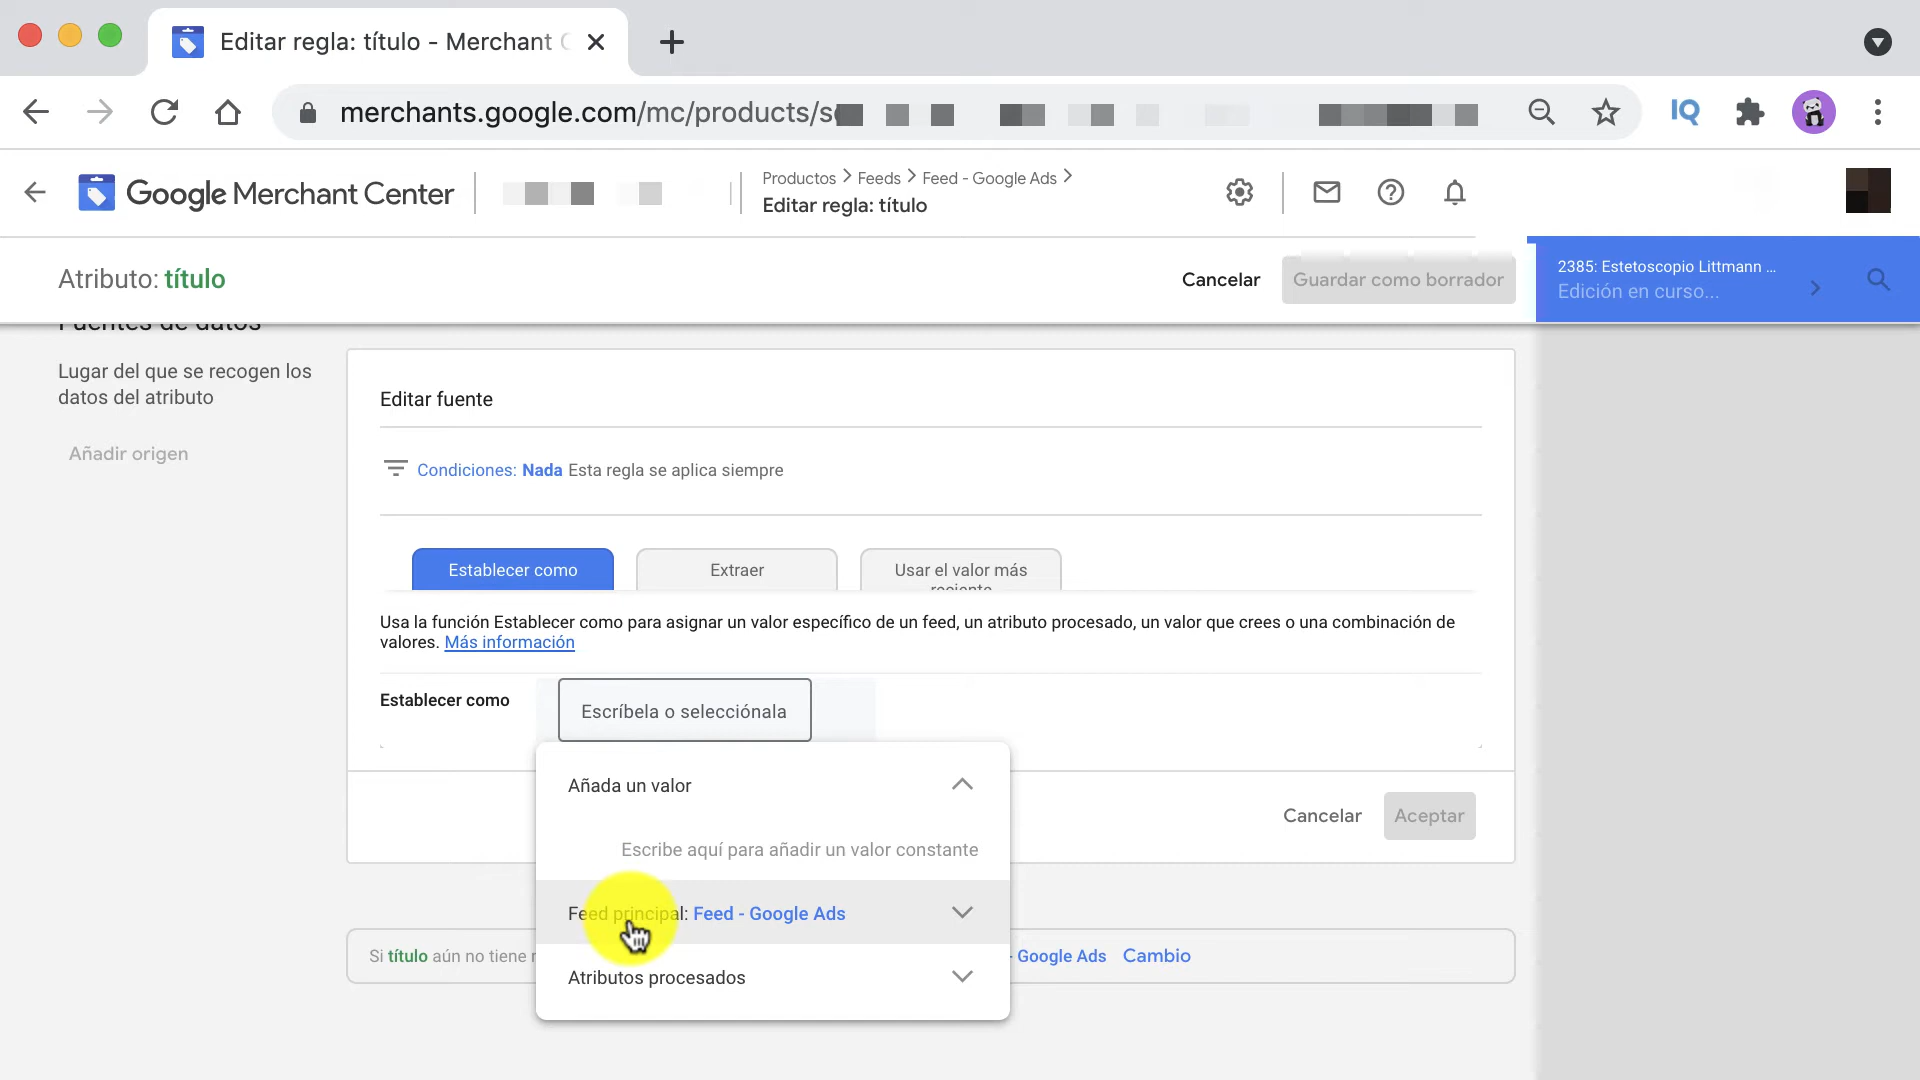 Editar regla: título - Merchant
merchants.google.com/mc/products/s
IQ
Google Merchant Center
Productos > Feeds > Feed - Google Ads >
Editar regla: título
Atributo: título
Cancelar
Guardar como borrador
2385: Estetoscopio Littmann ...
Edición en curso...
Fuentes de datos
Lugar del que se recogen los
datos del atributo
Añadir origen
Editar fuente
Condiciones: Nada Esta regla se aplica siempre
Establecer como
Extraer
Usar el valor más
reciente
Usa la función Establecer como para asignar un valor específico de un feed, un atributo procesado, un valor que crees o una combinación de
valores. Más información
Establecer como
Escríbela o selecciónala
Añada un valor
Escribe aquí para añadir un valor constante
Feed principal: Feed - Google Ads
Atributos procesados
Cancelar
Aceptar
Si título aún no tiene
- Google Ads Cambio